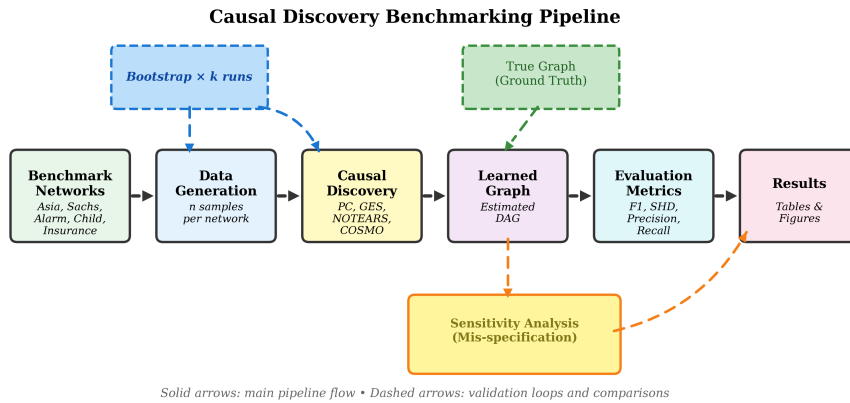 Causal Discovery Benchmarking Pipeline
Bootstrap × k runs
True Graph
(Ground Truth)
Benchmark
Networks
Asia, Sachs,
Alarm, Child,
Insurance
Data
Generation
n samples
per network
Causal
Discovery
PC, GES,
NOTEARS,
COSMO
Learned
Graph
Estimated
DAG
Evaluation
Metrics
F1, SHD,
Precision,
Recall
Results
Tables &
Figures
Sensitivity Analysis
(Mis-specification)
Solid arrows: main pipeline flow • Dashed arrows: validation loops and comparisons